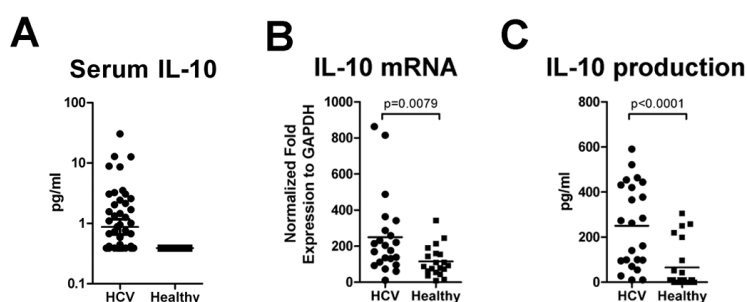 A
Serum IL-10
pg/ml
100
10
1
0.1
HCV
Healthy
B
IL-10 mRNA
Normalized Fold
Expression to GAPDH
p=0.0079
1000
800
600
400
200
0
HCV
Healthy
C
IL-10 production
pg/ml
p<0.0001
800
600
400
200
0
HCV
Healthy